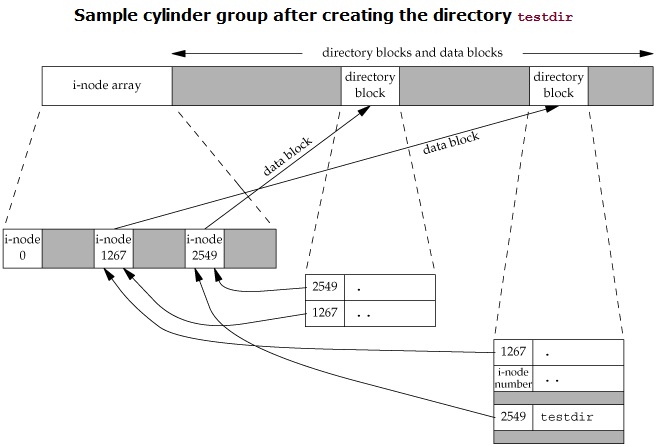 Sample cylinder group after creating the directory testdir
directory blocks and data blocks
i-node array
directory
block
directory
block
data block
data block
i-node
0
i-node
1267
i-node
2549
2549 .
1267 ..
1267 .
i-node
number ..
2549 testdir